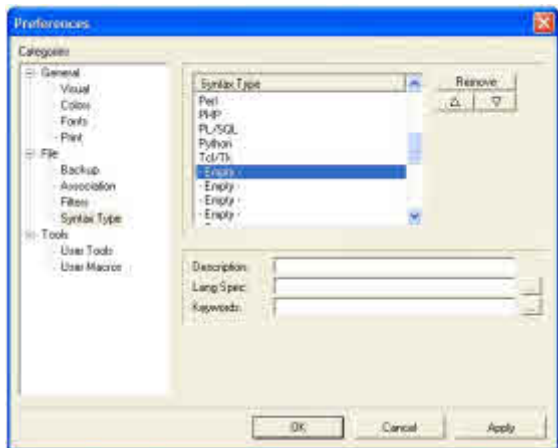 Preferences
Categories
General
Visual
Colors
Fonts
Print
File
Backup
Association
Filters
Syntax Type
Tools
User Tools
User Macros
Syntax Type
Perl
PHP
PL/SQL
Python
Tcl/Tk
- Empty -
- Empty -
- Empty -
- Empty -
Remove
Description:
Lang Spec:
Keywords:
...
...
OK
Cancel
Apply